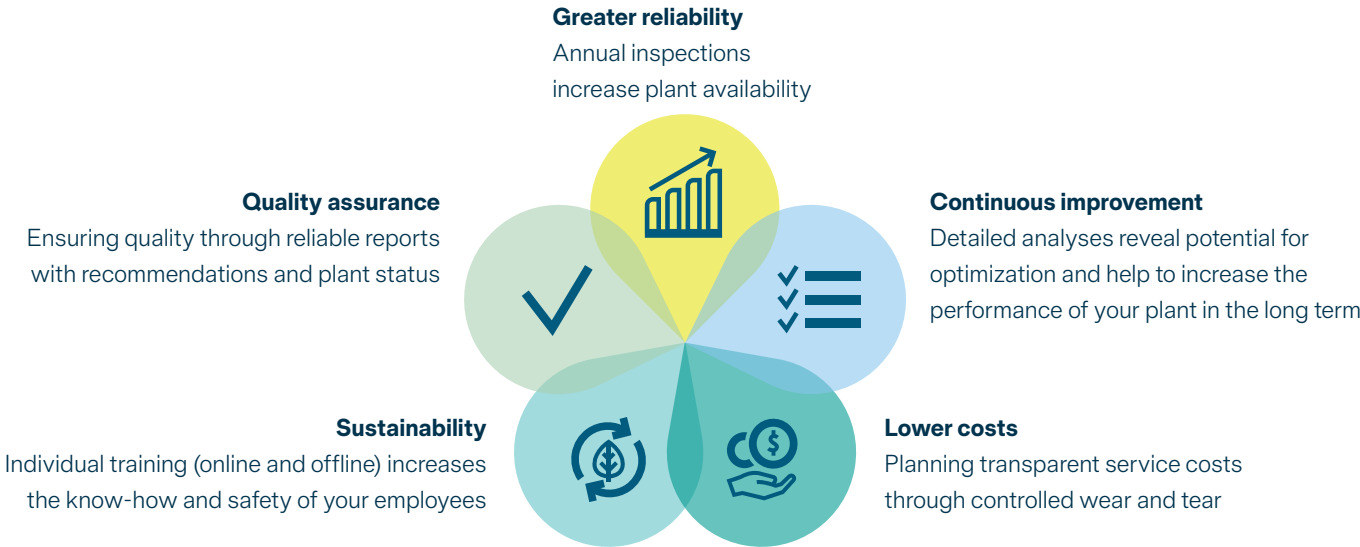 Greater reliability
Annual inspections
increase plant availability
Quality assurance
Ensuring quality through reliable reports
with recommendations and plant status
Continuous improvement
Detailed analyses reveal potential for
optimization and help to increase the
performance of your plant in the long term
Sustainability
Individual training (online and offline) increases
the know-how and safety of your employees
Lower costs
Planning transparent service costs
through controlled wear and tear
$